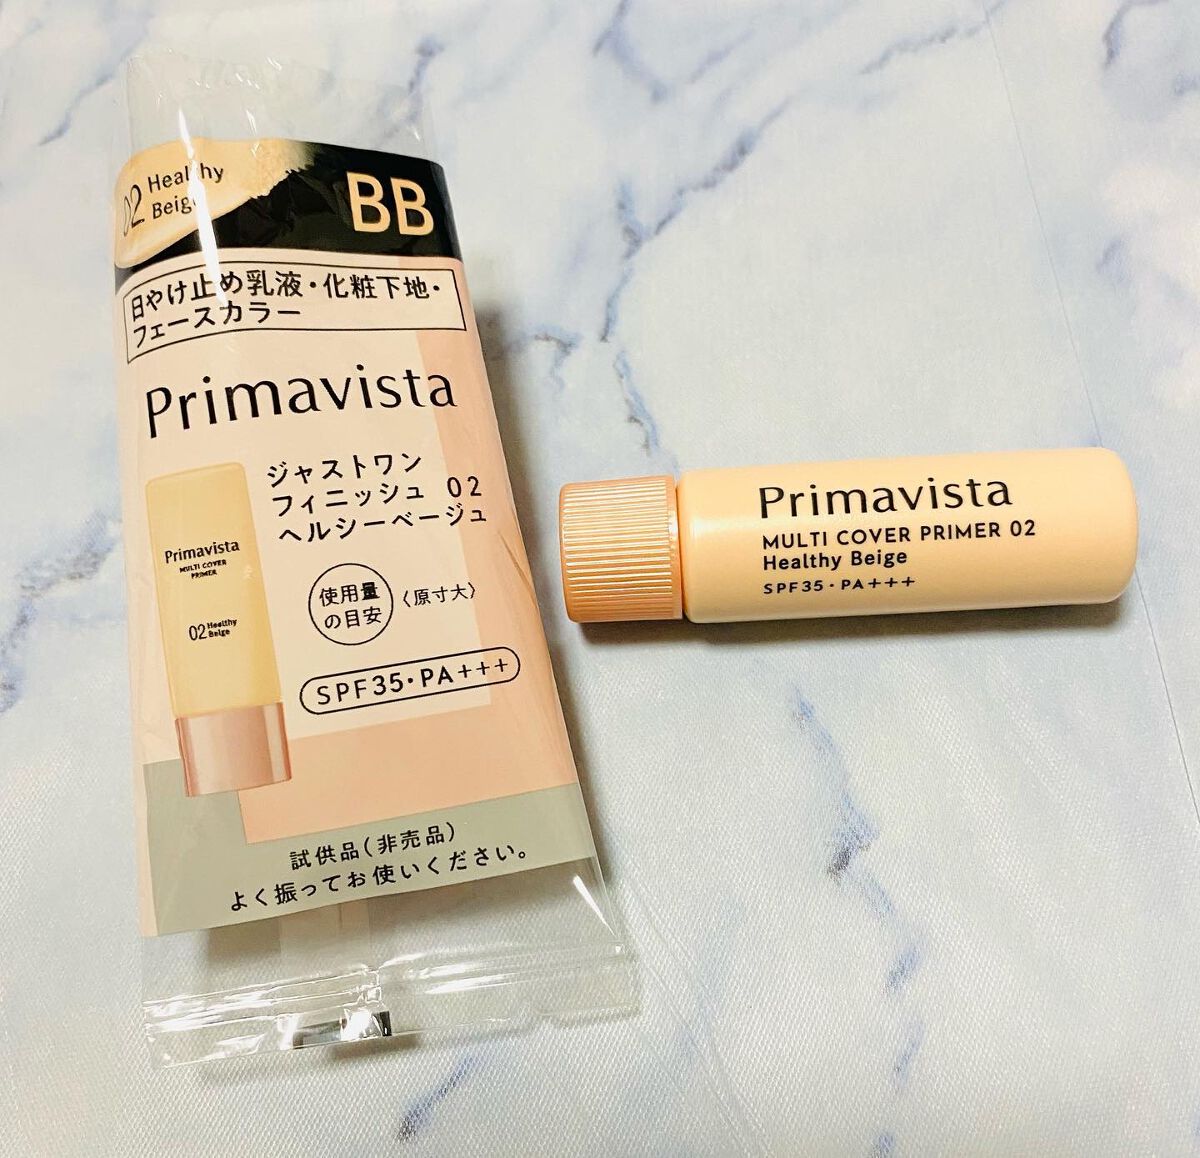 02 Healthy
Beige
BB
日やけ止め乳液・化粧下地・
フェースカラー
Primavista
ジャストワン
フィニッシュ 02
ヘルシーベージュ
Primavista
MULTI COVER
PRIMER
02 Healthy
Beige
使用量
の目安
〈原寸大〉
SPF35・PA+++
試供品(非売品)
よく振ってお使いください。
Primavista
MULTI COVER PRIMER 02
Healthy Beige
SPF35・PA+++